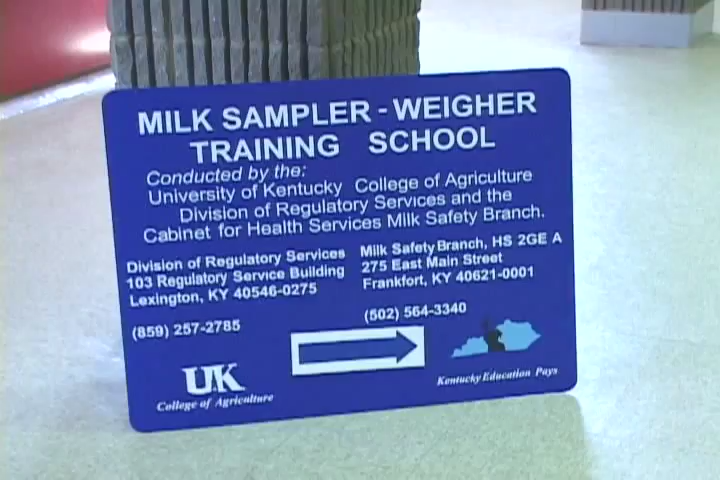 MILK SAMPLER - WEIGHER
TRAINING SCHOOL
Conducted by the:
University of Kentucky College of Agriculture
Division of Regulatory Services and the
Cabinet for Health Services Milk Safety Branch.
Division of Regulatory Services
103 Regulatory Service Building
Lexington, KY 40546-0275
(859) 257-2785
Milk Safety Branch, HS 2GE A
275 East Main Street
Frankfort, KY 40621-0001
(502) 564-3340
UK
College of Agriculture
Kentucky Education Pays